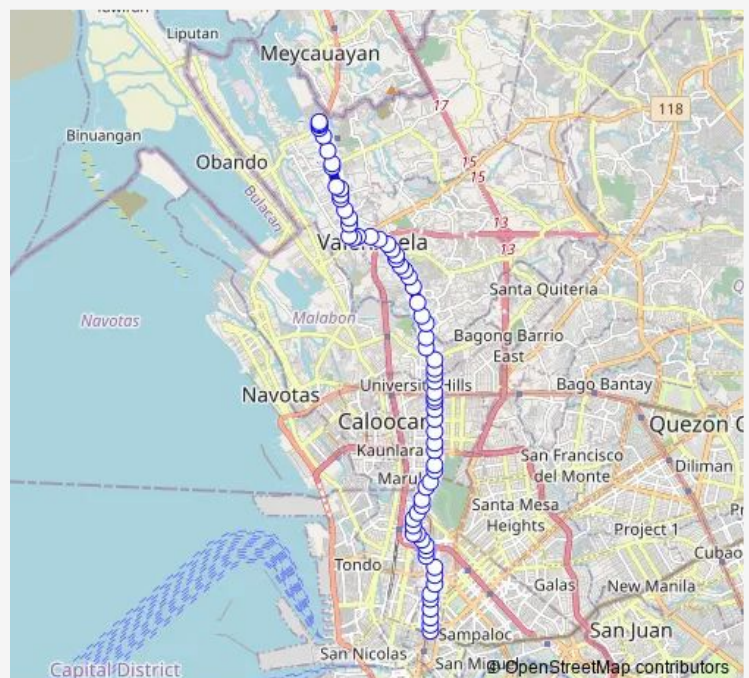 Liputan
Meycauayan
17
118
Binuangan
Obando
15
15
Bulacan
13
13
Santa Quiteria
Navotas
Malabon
Bagong Barrio
East
Bago Bantay
Navotas
Caloocan
Quezon C
Kaunlara
San Francisco
del Monte
Diliman
Santa Mesa
Heights
Project 1
Cubao
Tondo
Galas
New Manila
Sampaloc
San Juan
San Nicolas
Capital District
© OpenStreetMap contributors